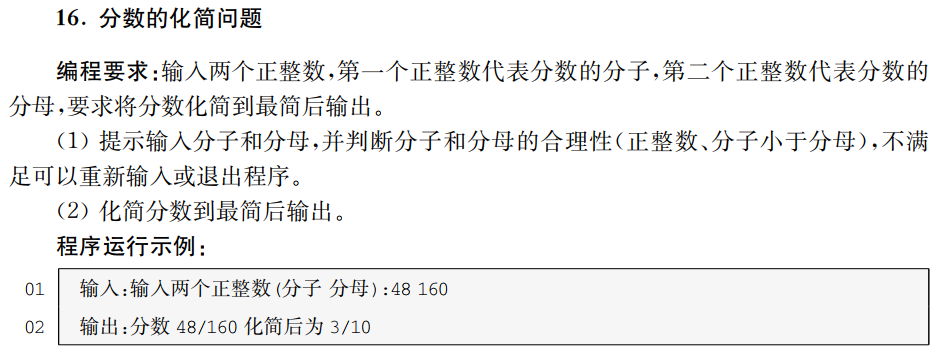 16. 分数的化简问题
编程要求:输入两个正整数,第一个正整数代表分数的分子,第二个正整数代表分数的
分母,要求将分数化简到最简后输出。
(1) 提示输入分子和分母,并判断分子和分母的合理性(正整数、分子小于分母),不满
足可以重新输入或退出程序。
(2) 化简分数到最简后输出。
程序运行示例:
01 输入:输入两个正整数(分子 分母):48 160
02 输出:分数 48/160 化简后为 3/10